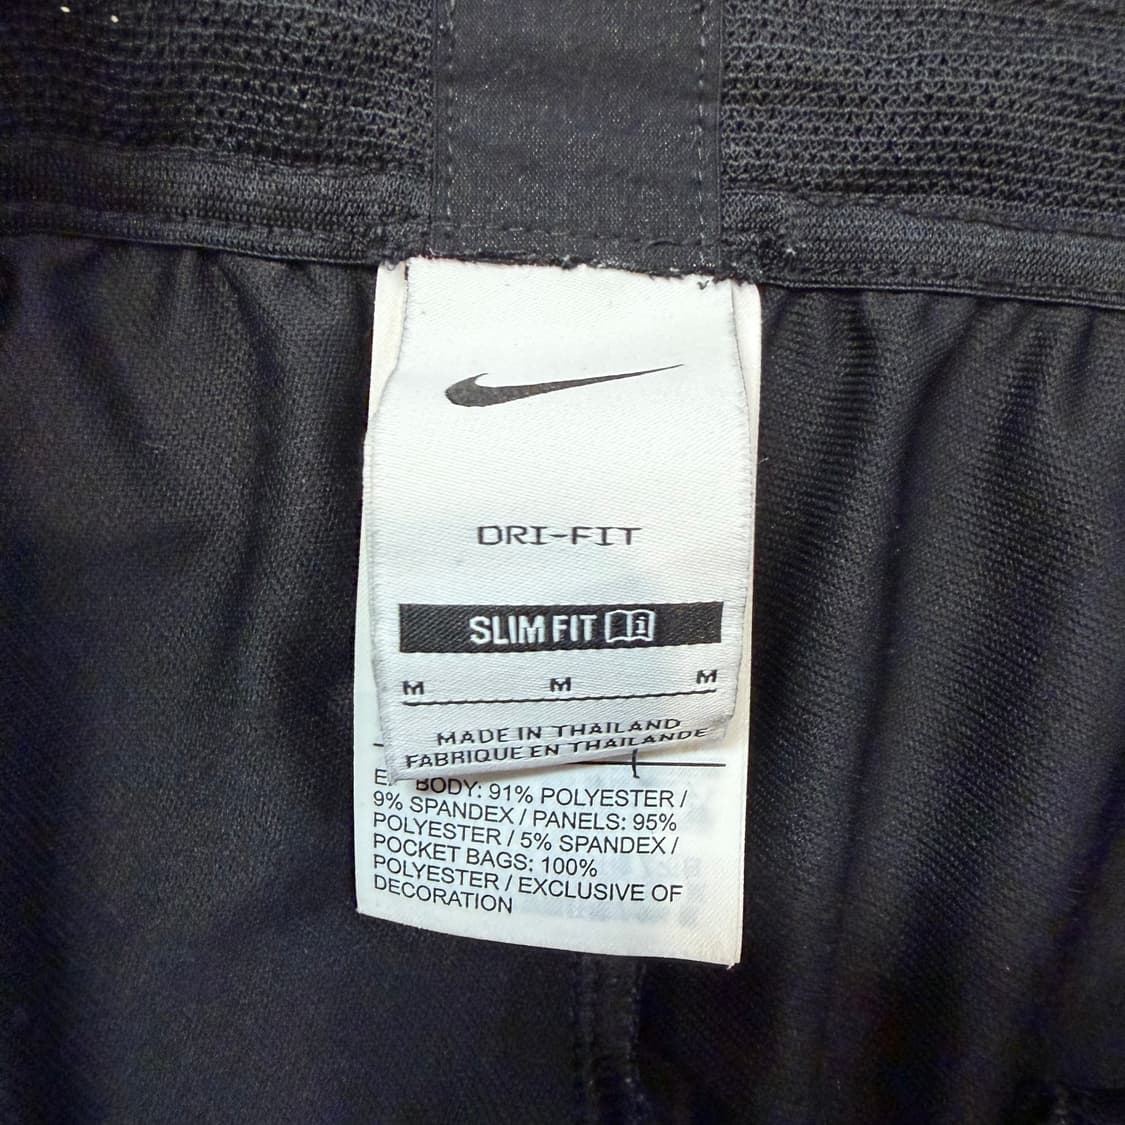 DRI-FIT
SLIM FIT i
M M M
MADE IN THAILAND
FABRIQUE EN THAILANDE
BODY: 91% POLYESTER /
9% SPANDEX / PANELS: 95%
POLYESTER / 5% SPANDEX /
POCKET BAGS: 100%
POLYESTER / EXCLUSIVE OF
DECORATION